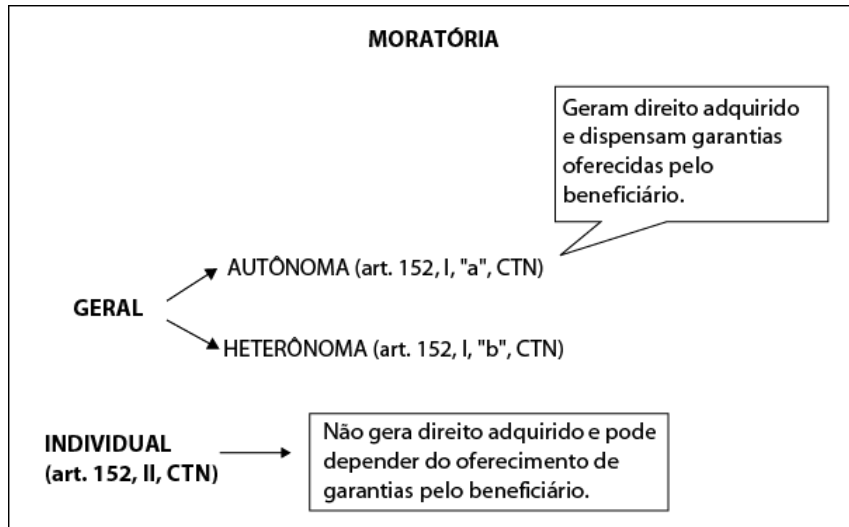 MORATÓRIA
Geram direito adquirido
e dispensam garantias
oferecidas pelo
beneficiário.
AUTÔNOMA (art. 152, I, "a", CTN)
GERAL
HETERÔNOMA (art. 152, I, "b", CTN)
INDIVIDUAL
(art. 152, II, CTN)
Não gera direito adquirido e pode
depender do oferecimento de
garantias pelo beneficiário.